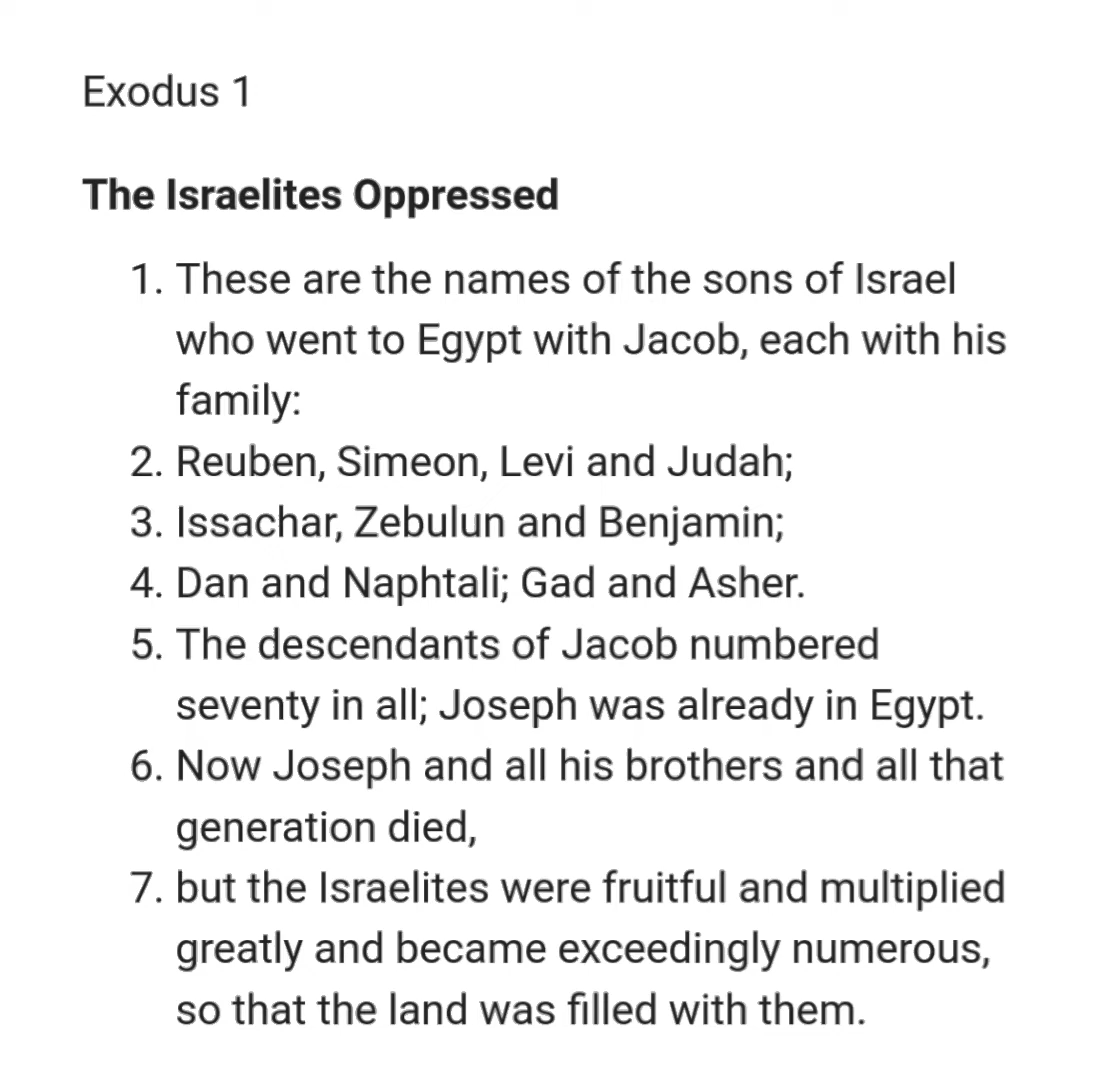 Exodus 1
The Israelites Oppressed
1. These are the names of the sons of Israel
who went to Egypt with Jacob, each with his
family:
2. Reuben, Simeon, Levi and Judah;
3. Issachar, Zebulun and Benjamin;
4. Dan and Naphtali; Gad and Asher.
5. The descendants of Jacob numbered
seventy in all; Joseph was already in Egypt.
6. Now Joseph and all his brothers and all that
generation died,
7. but the Israelites were fruitful and multiplied
greatly and became exceedingly numerous,
so that the land was filled with them.